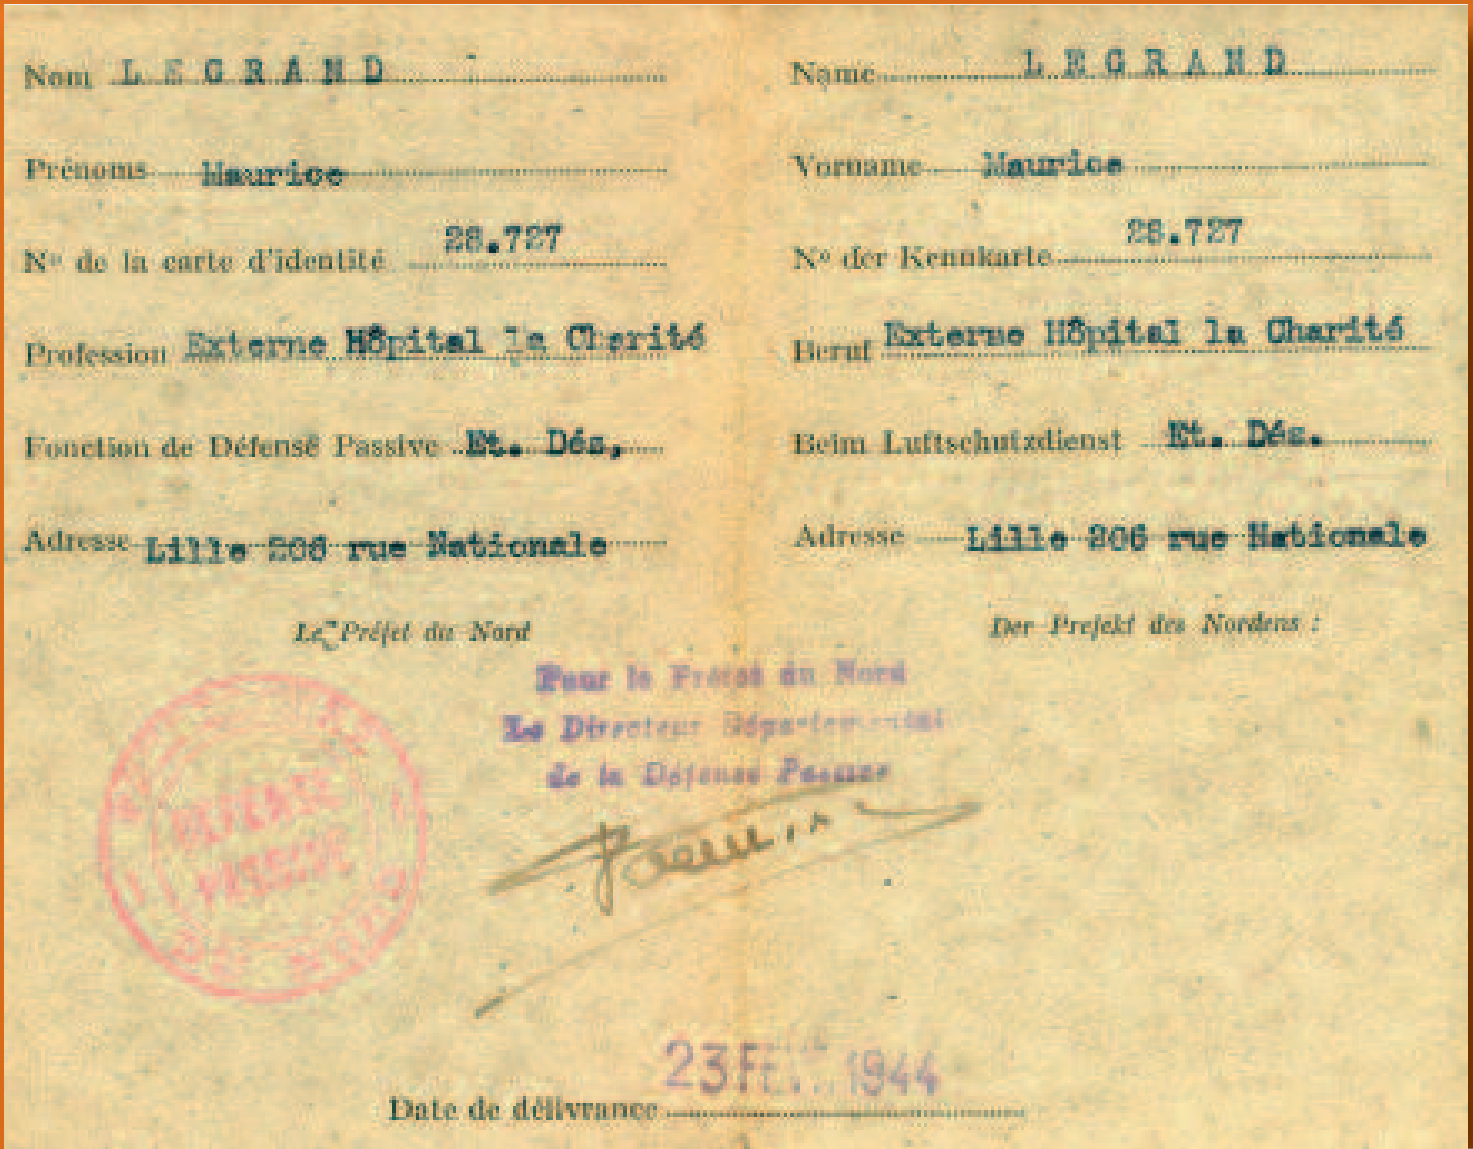 Nom LEGRAND
Prénoms Maurice
Nº de la carte d'identité 28.727
Profession Externe Hôpital la Charité
Fonction de Défense Passive Et. Dés,
Adresse Lille 206 rue Nationale
Le Préfet du Nord
Name LEGRAND
Vorname Maurice
Nº der Kennkarte 28.727
Beruf Externe Hôpital la Charité
Beim Luftschutzdienst Et. Dés.
Adresse Lille 206 rue Nationale
Der Prefekt des Nordens :
Pour le Préfet du Nord
Le Directeur Départemental
de la Défense Passive
DEFENSE
PASSIVE
DU NORD
23 FEV 1944
Date de délivrance